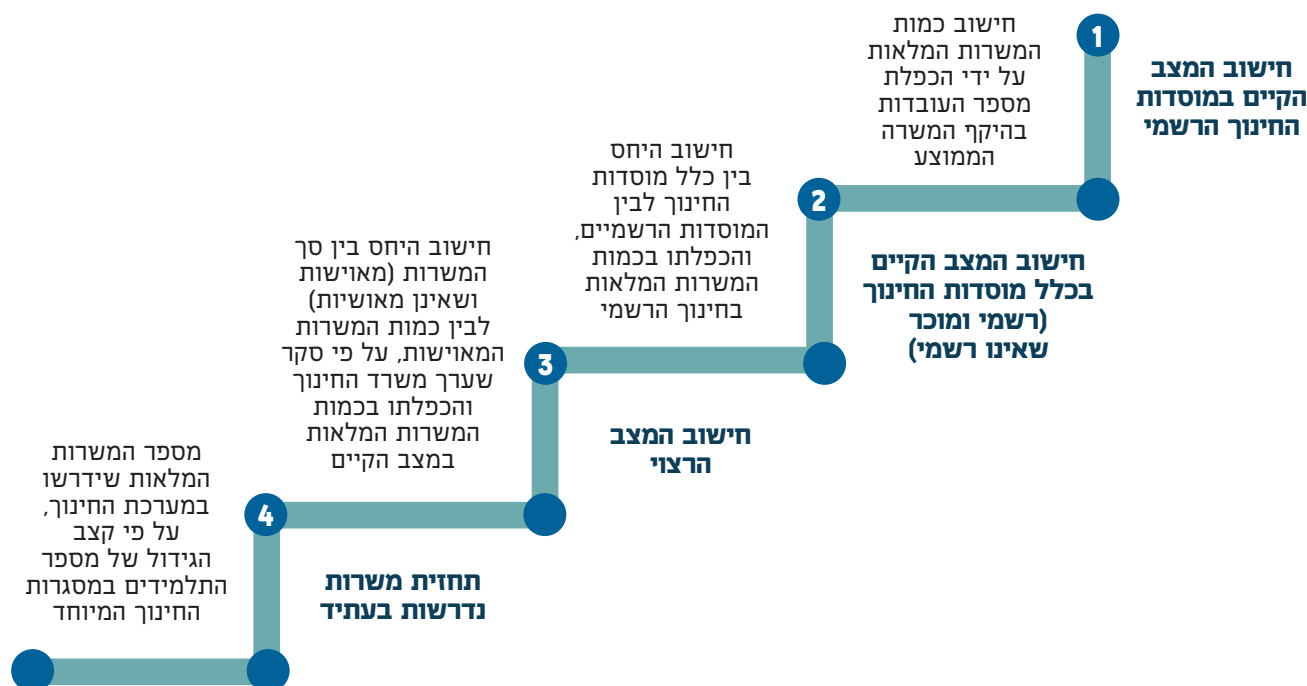 1
חישוב המצב
הקיים במוסדות
החינוך הרשמי
חישוב כמות
המשרות המלאות
על ידי הכפלת
מספר העובדות
בהיקף המשרה
הממוצע
2
חישוב המצב הקיים
בכלל מוסדות החינוך
(רשמי ומוכר
שאינו רשמי)
חישוב היחס
בין כלל מוסדות
החינוך לבין
המוסדות הרשמיים,
והכפלתו בכמות
המשרות המלאות
בחינוך הרשמי
3
חישוב המצב
הרצוי
חישוב היחס בין סך
המשרות (מאוישות
ושאינן מאושיות)
לבין כמות המשרות
המאוישות, על פי סקר
שערך משרד החינוך
והכפלתו בכמות
המשרות המלאות
במצב הקיים
4
תחזית משרות
נדרשות בעתיד
מספר המשרות
המלאות שידרשו
במערכת החינוך,
על פי קצב
הגידול של מספר
התלמידים במסגרות
החינוך המיוחד